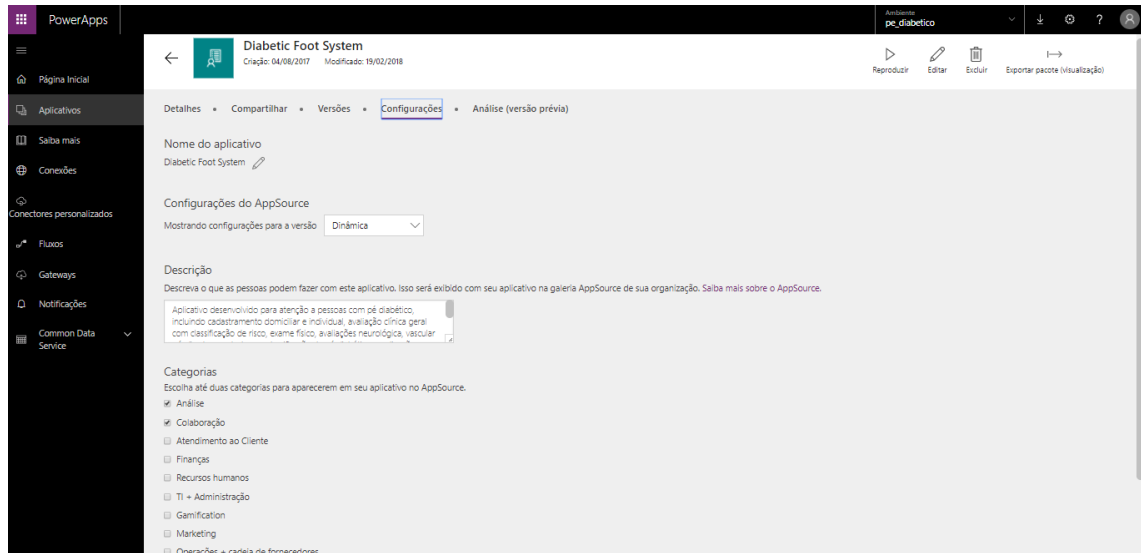 PowerApps
Ambiente
pe_diabetico
?
Diabetic Foot System
Criação: 04/08/2017 Modificado: 19/02/2018
Reproduzir Editar Excluir Exportar pacote (visualização)
Página Inicial
Aplicativos
Saiba mais
Conexões
Conectores personalizados
Fluxos
Gateways
Notificações
Common Data
Service
Detalhes • Compartilhar • Versões • Configurações • Análise (versão prévia)
Nome do aplicativo
Diabetic Foot System
Configurações do AppSource
Mostrando configurações para a versão Dinâmica
Descrição
Descreva o que as pessoas podem fazer com este aplicativo. Isso será exibido com seu aplicativo na galeria AppSource de sua organização. Saiba mais sobre o AppSource.
Aplicativo desenvolvido para atenção a pessoas com pé diabético,
incluindo cadastramento domiciliar e individual, avaliação clínica geral
com classificação de risco, exame físico, avaliações neurológica, vascular
Categorias
Escolha até duas categorias para aparecerem em seu aplicativo no AppSource.
Análise
Colaboração
Atendimento ao Cliente
Finanças
Recursos humanos
TI + Administração
Gamification
Marketing
Operações + cadeia de fornecedores